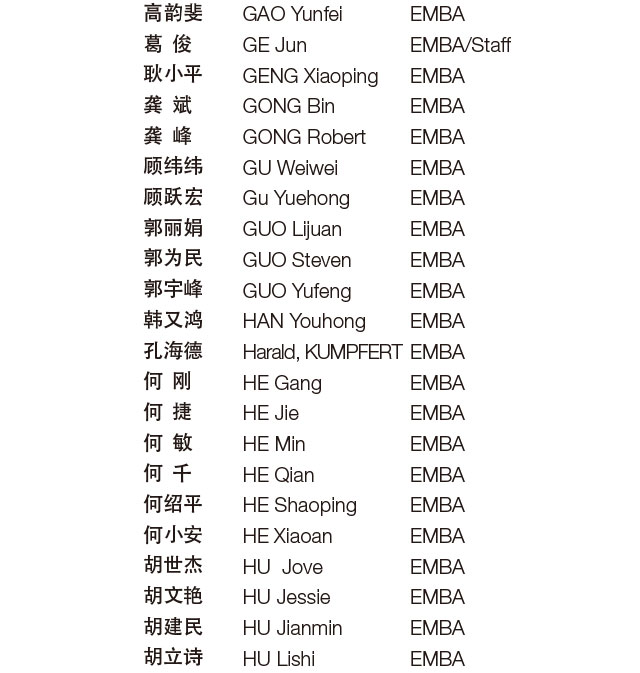 高韵斐 GAO Yunfei EMBA
葛 俊 GE Jun EMBA/Staff
耿小平 GENG Xiaoping EMBA
龚 斌 GONG Bin EMBA
龚 峰 GONG Robert EMBA
顾纬纬 GU Weiwei EMBA
顾跃宏 Gu Yuehong EMBA
郭丽娟 GUO Lijuan EMBA
郭为民 GUO Steven EMBA
郭宇峰 GUO Yufeng EMBA
韩又鸿 HAN Youhong EMBA
孔海德 Harald, KUMPFERT EMBA
何 刚 HE Gang EMBA
何 捷 HE Jie EMBA
何 敏 HE Min EMBA
何 千 HE Qian EMBA
何绍平 HE Shaoping EMBA
何小安 HE Xiaoan EMBA
胡世杰 HU Jove EMBA
胡文艳 HU Jessie EMBA
胡建民 HU Jianmin EMBA
胡立诗 HU Lishi EMBA